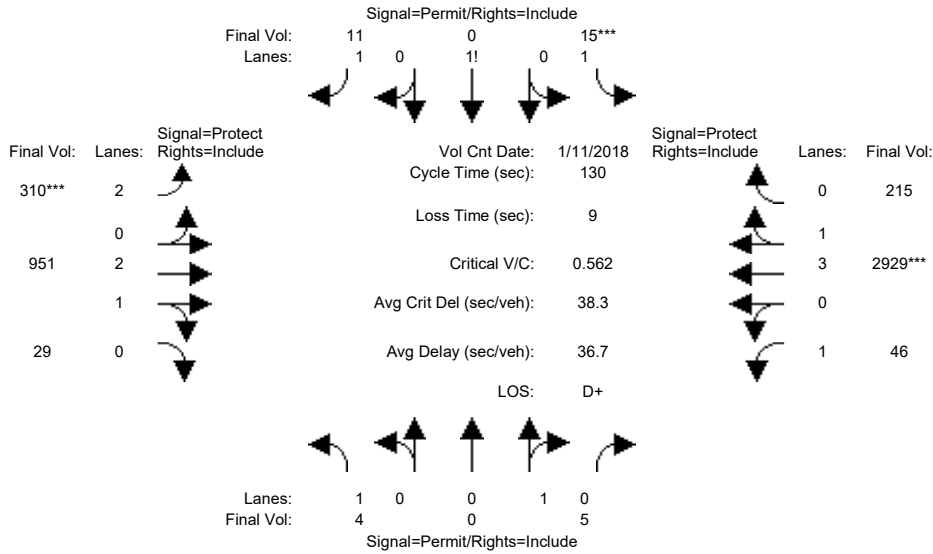 Signal=Permit/Rights=Include
Final Vol: 11 0 15***
Lanes: 1 0 1! 0 1
Signal=Protect Signal=Protect
Final Vol: Lanes: Rights=Include Vol Cnt Date: 1/11/2018 Rights=Include Lanes: Final Vol:
Cycle Time (sec): 130
310*** 2 0 215
Loss Time (sec): 9
0 1
951 2 Critical V/C: 0.562 3 2929***
1 Avg Crit Del (sec/veh): 38.3 0
29 0 Avg Delay (sec/veh): 36.7 1 46
LOS: D+
Lanes: 1 0 0 1 0
Final Vol: 4 0 5
Signal=Permit/Rights=Include